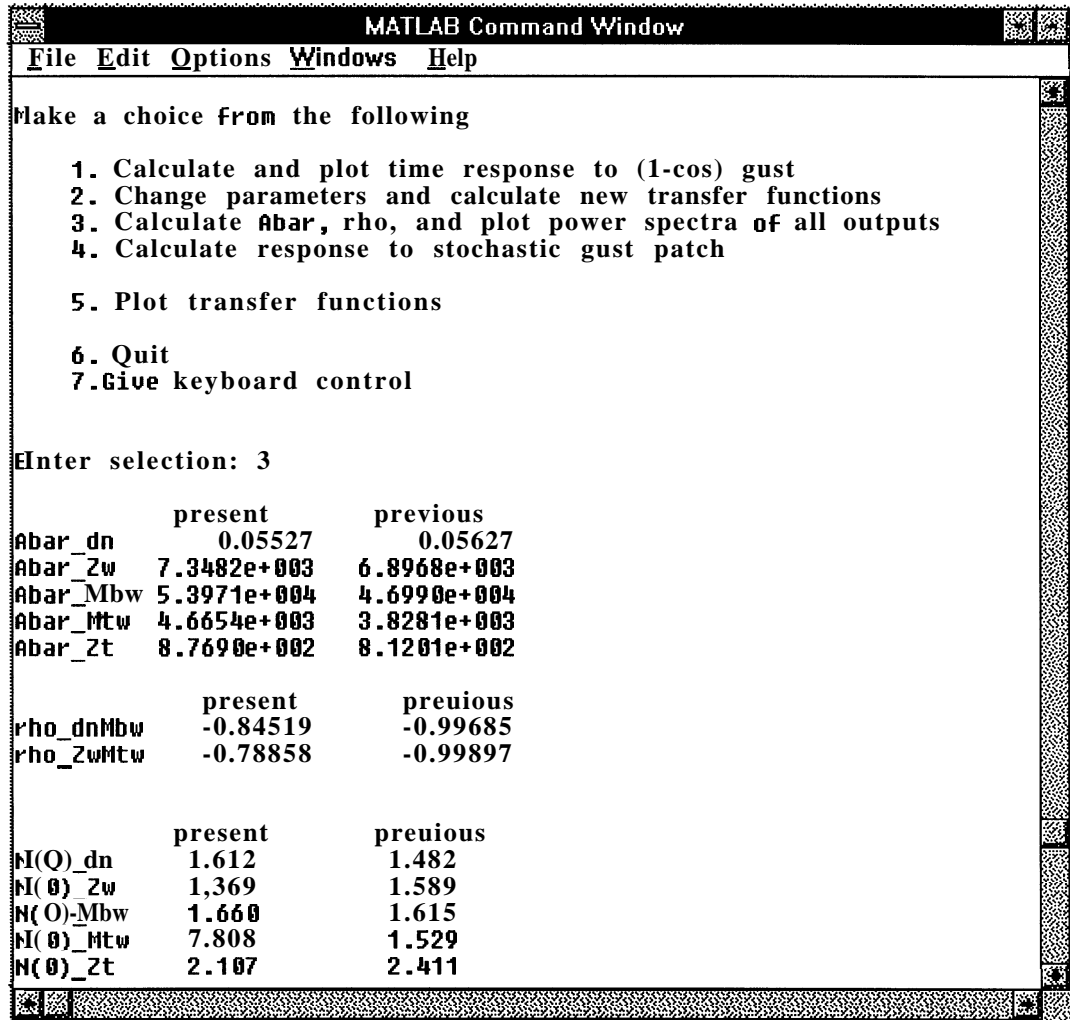 MATLAB Command Window
File Edit Options Windows Help
Make a choice from the following
1. Calculate and plot time response to (1-cos) gust
2. Change parameters and calculate new transfer functions
3. Calculate Abar, rho, and plot power spectra of all outputs
4. Calculate response to stochastic gust patch
5. Plot transfer functions
6. Quit
7.Give keyboard control
EInter selection: 3
present previous
Abar_dn 0.05527 0.05627
Abar_Zw 7.3482e+003 6.8968e+003
Abar_Mbw 5.3971e+004 4.6990e+004
Abar_Mtw 4.6654e+003 3.8281e+003
Abar_Zt 8.7690e+002 8.1201e+002
present preuious
rho_dnMbw -0.84519 -0.99685
rho_ZwMtw -0.78858 -0.99897
present preuious
NI(Q)_dn 1.612 1.482
NI( 0)_Zw 1,369 1.589
N( O)-Mbw 1.660 1.615
NI( 0)_Mtw 7.808 1.529
N(0)_Zt 2.107 2.411